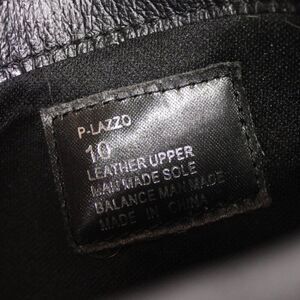 P-LAZZO
10
LEATHER UPPER
MAN MADE SOLE
BALANCE MAN MADE
MADE IN CHINA